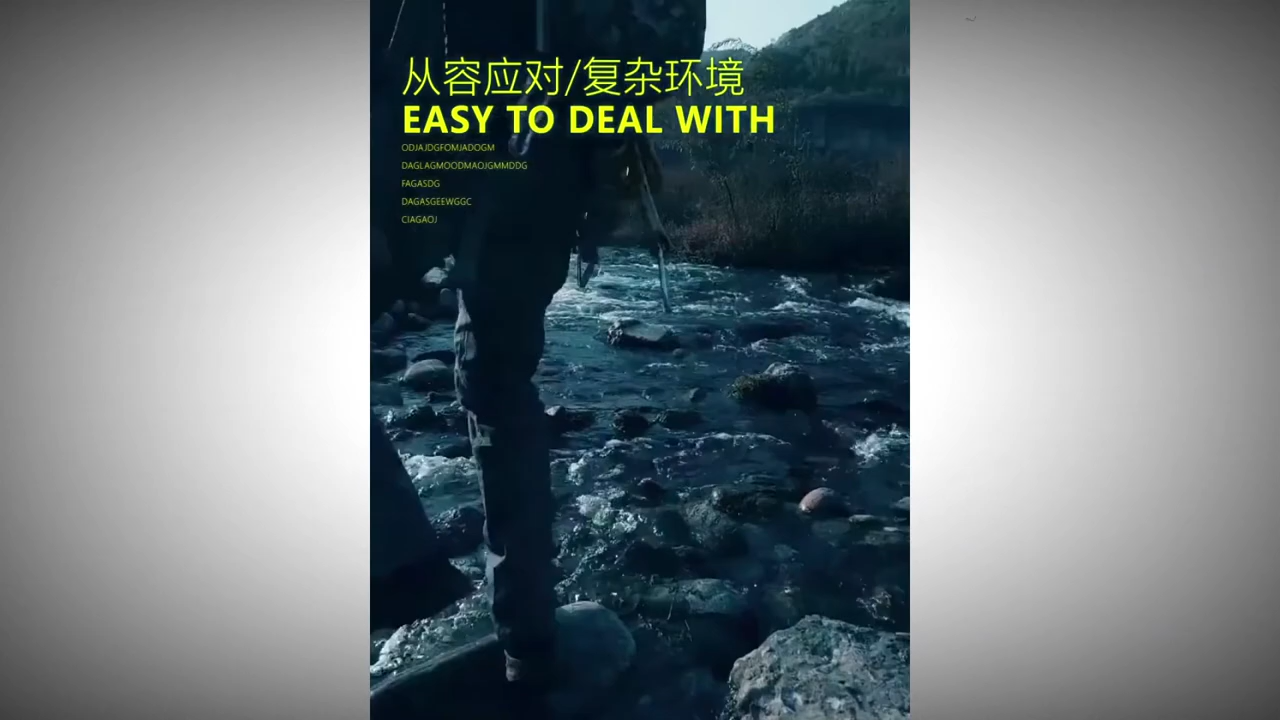 从容应对/复杂环境
EASY TO DEAL WITH
ODJAJDGFOMJADOGM
DAGLAGMOODMAOJGMMDDG
FAGASDG
DAGASGEEWGGC
CIAGAOJ